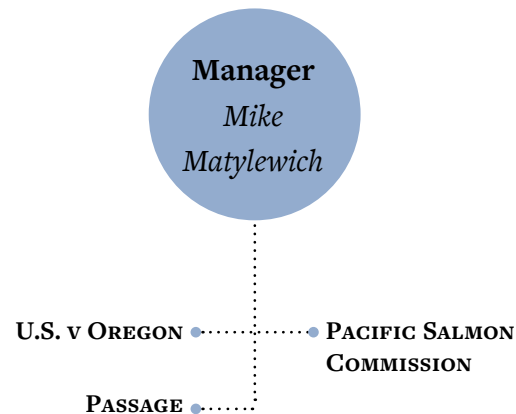 Manager
Mike
Matylewich
U.S. v Oregon
Pacific Salmon
Commission
Passage